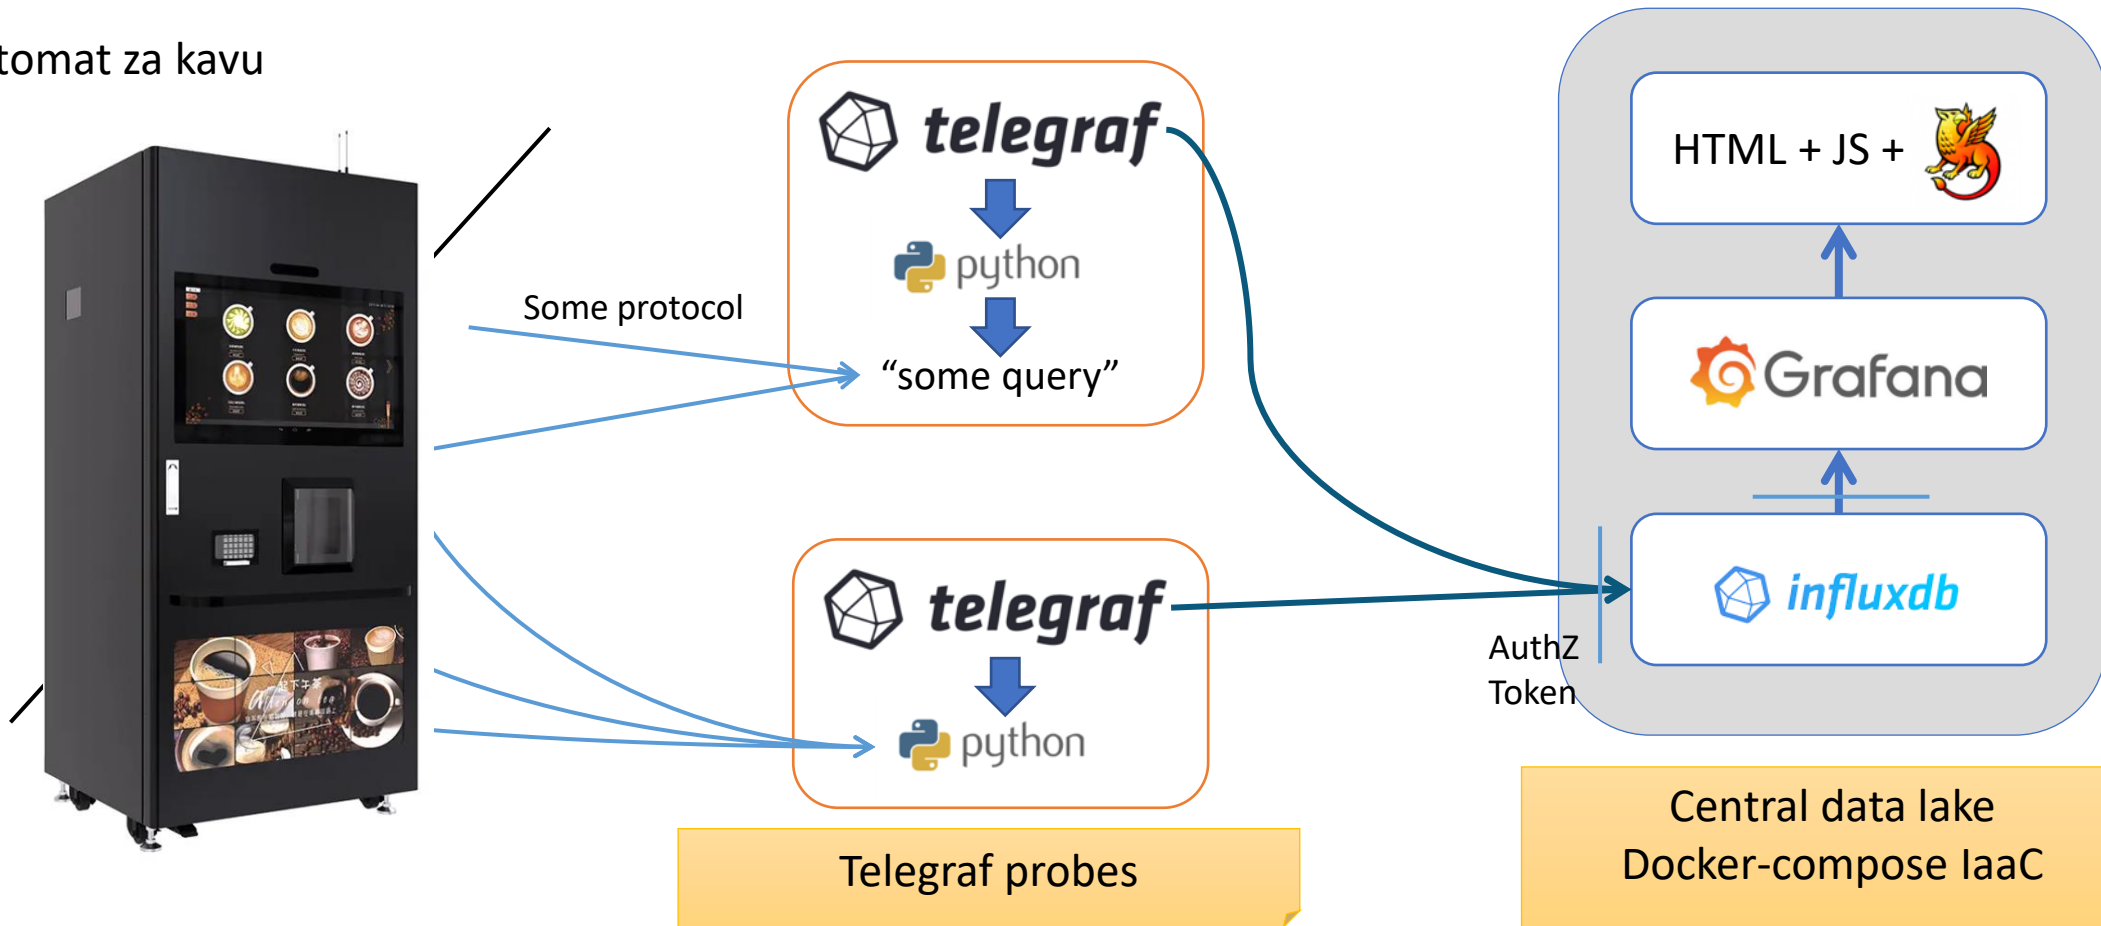 tomat za kavu
telegraf
python
“some query”
Some protocol
telegraf
python
Telegraf probes
HTML + JS +
Grafana
influxdb
AuthZ
Token
Central data lake
Docker-compose IaaC